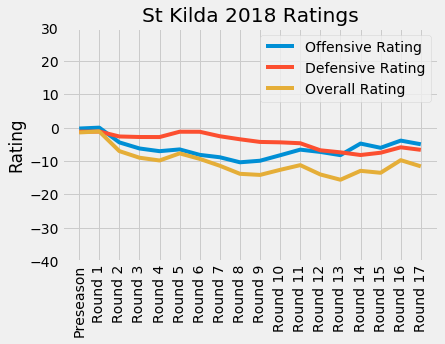 St Kilda 2018 Ratings
Offensive Rating
Defensive Rating
Overall Rating
Rating
30
20
10
0
−10
−20
−30
−40
Preseason
Round 1
Round 2
Round 3
Round 4
Round 5
Round 6
Round 7
Round 8
Round 9
Round 10
Round 11
Round 12
Round 13
Round 14
Round 15
Round 16
Round 17